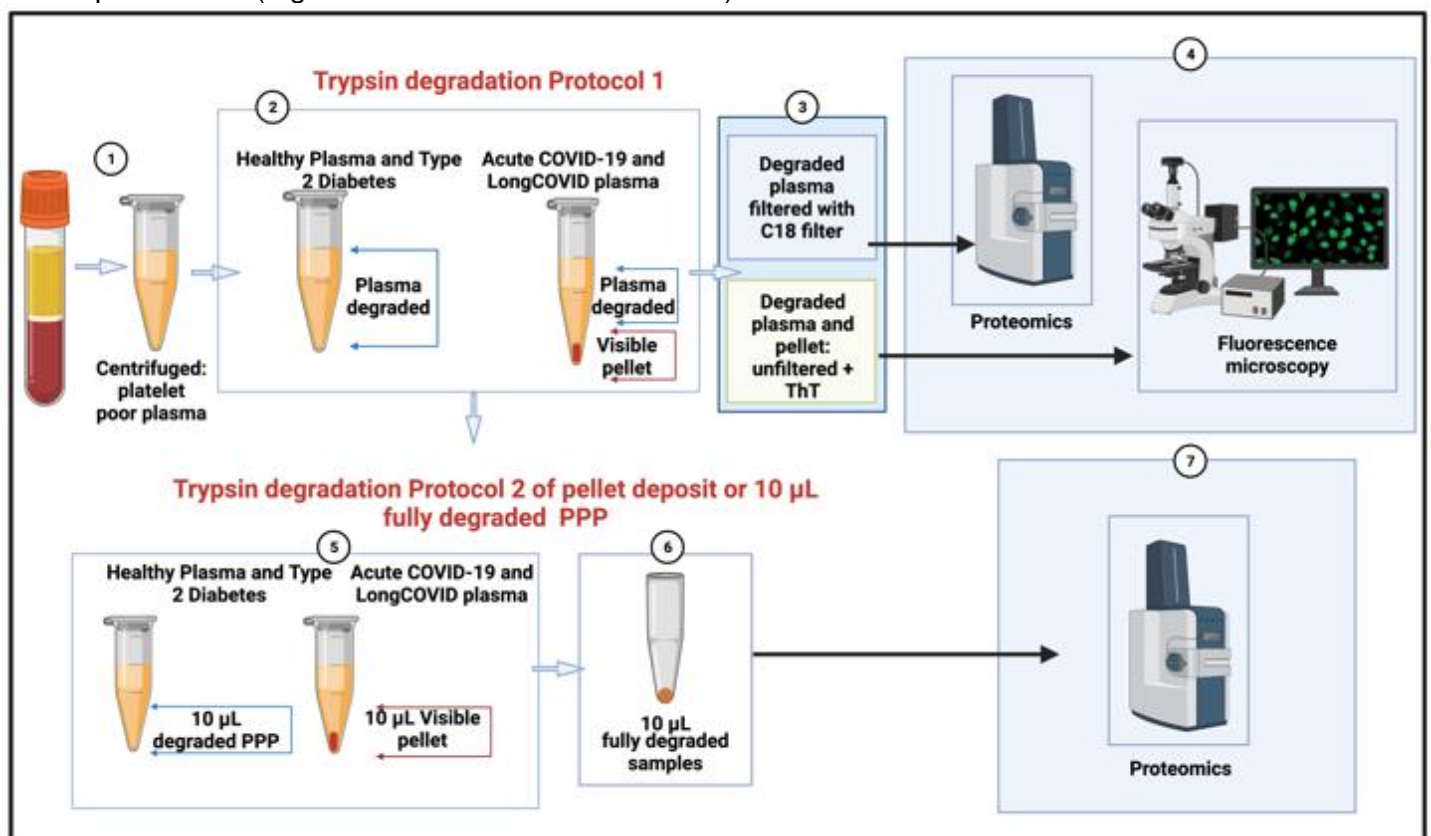 Trypsin degradation Protocol 1
1
Centrifuged:
platelet
poor plasma
2
Healthy Plasma and Type
2 Diabetes
Plasma
degraded
Acute COVID-19 and
LongCOVID plasma
Plasma
degraded
Visible
pellet
3
Degraded
plasma
filtered with
C18 filter
Degraded
plasma and
pellet:
unfiltered +
ThT
4
Proteomics
Fluorescence
microscopy
Trypsin degradation Protocol 2 of pellet deposit or 10 µL
fully degraded PPP
5
Healthy Plasma and Type
2 Diabetes
10 µL
degraded PPP
Acute COVID-19 and
LongCOVID plasma
10 µL Visible
pellet
6
10 µL
fully degraded
samples
7
Proteomics